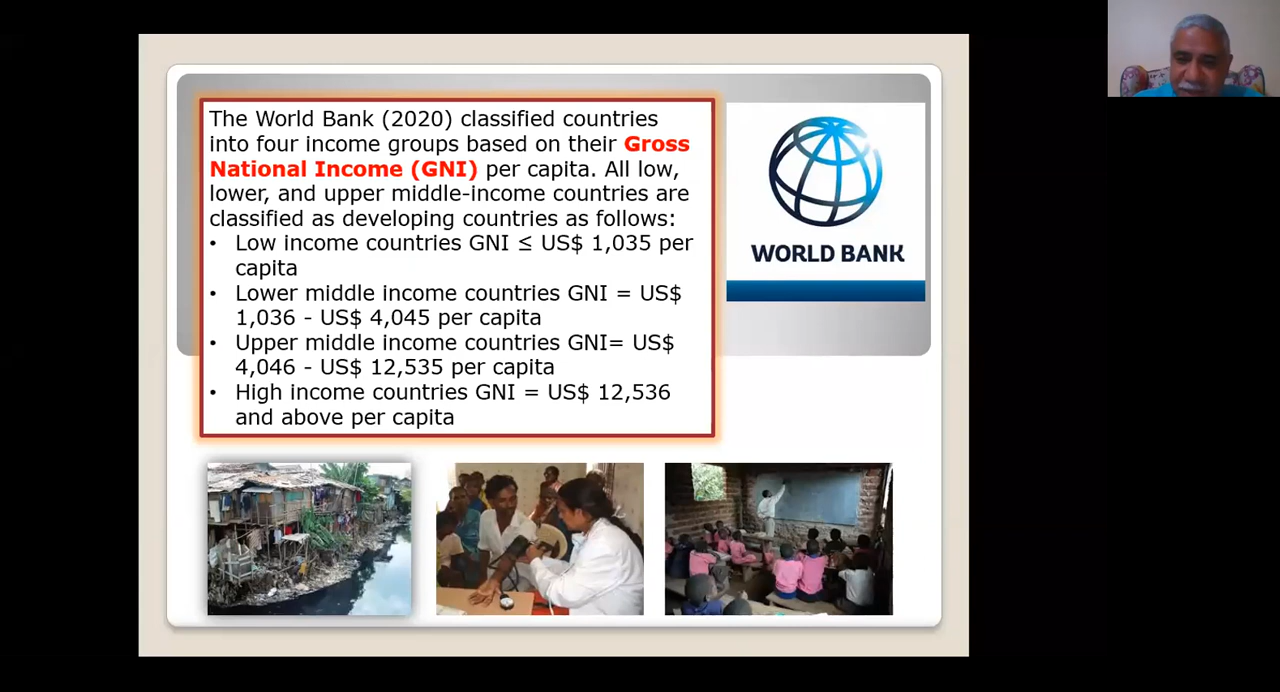 The World Bank (2020) classified countries
into four income groups based on their Gross
National Income (GNI) per capita. All low,
lower, and upper middle-income countries are
classified as developing countries as follows:
• Low income countries GNI ≤ US$ 1,035 per
capita
• Lower middle income countries GNI = US$
1,036 - US$ 4,045 per capita
• Upper middle income countries GNI= US$
4,046 - US$ 12,535 per capita
• High income countries GNI = US$ 12,536
and above per capita
WORLD BANK